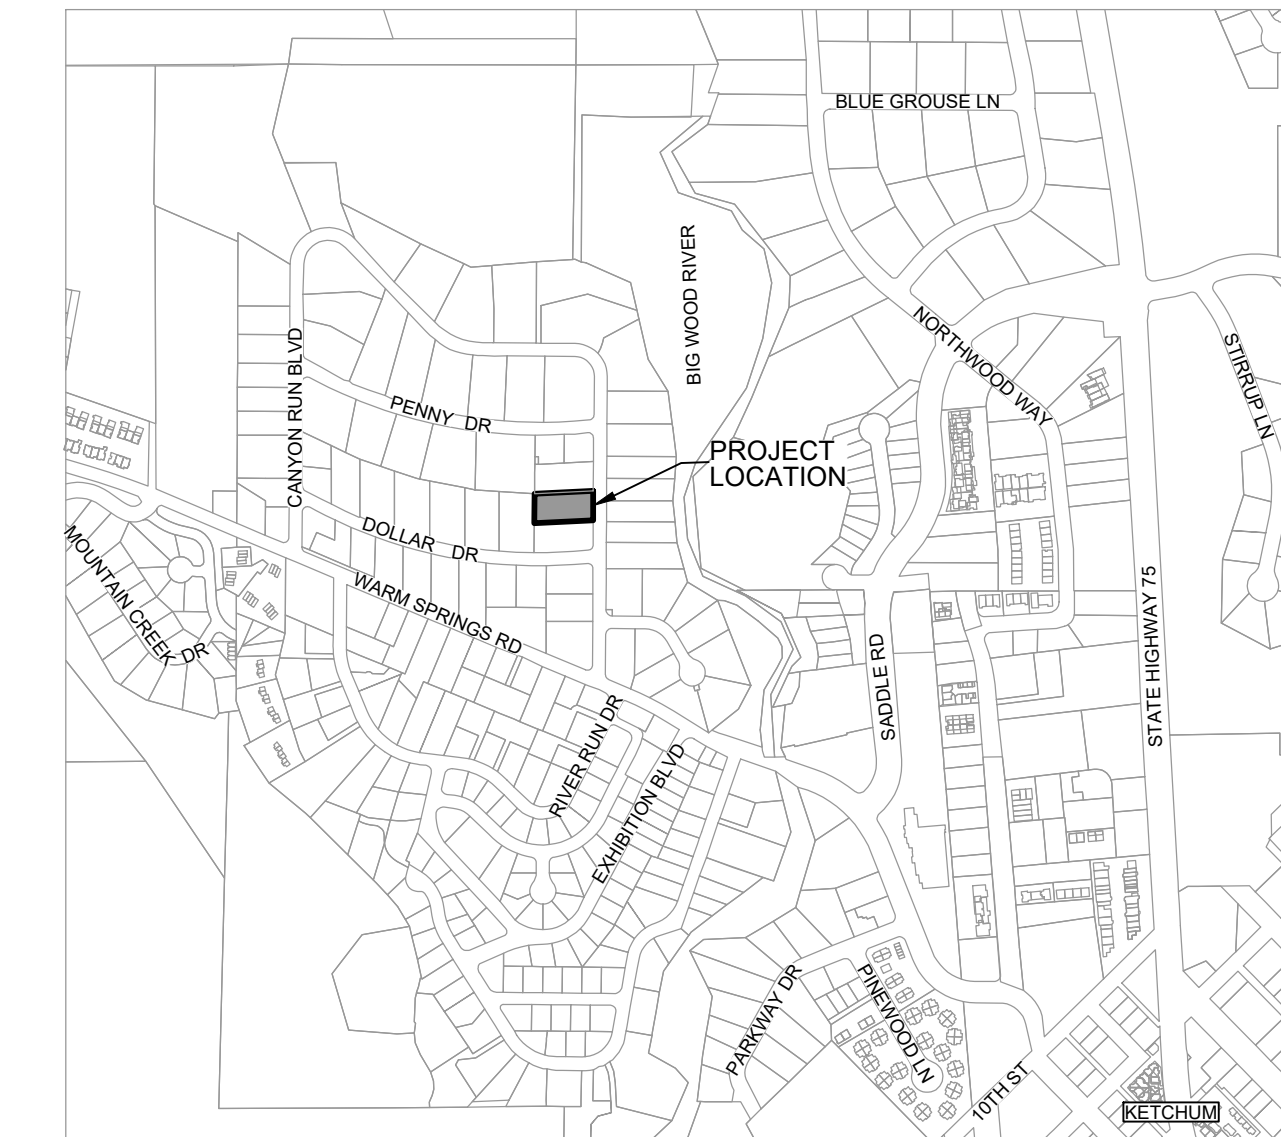 BLUE GROUSE LN
BIG WOOD RIVER
NORTHWOOD WAY
STIRRUP LN
CANYON RUN BLVD
PENNY DR
PROJECT
LOCATION
DOLLAR DR
WARM SPRINGS RD
MOUNTAIN CREEK DR
STATE HIGHWAY 75
SADDLE RD
RIVER RUN DR
EXHIBITION BLVD
PARKWAY DR
PINEWOOD LN
10TH ST
KETCHUM